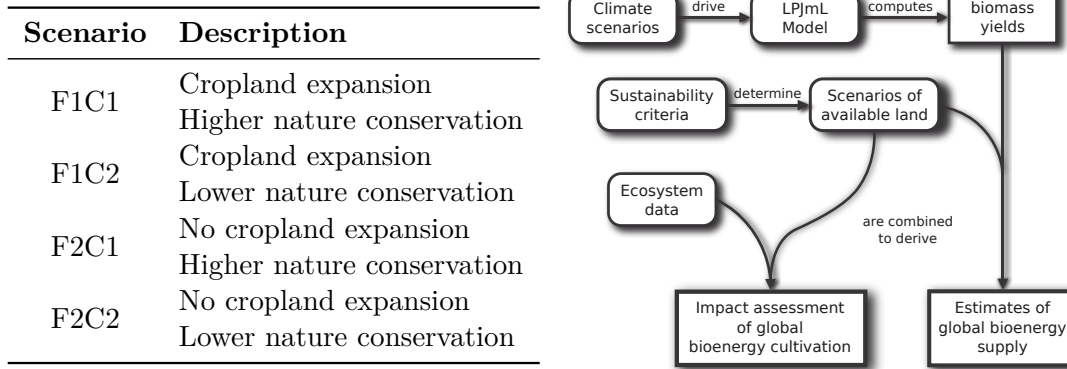 Scenario Description
F1C1
Cropland expansion
Higher nature conservation
F1C2
Cropland expansion
Lower nature conservation
F2C1
No cropland expansion
Higher nature conservation
F2C2
No cropland expansion
Lower nature conservation
Climate
scenarios
drive
LPJmL
Model
computes
biomass
yields
Sustainability
criteria
determine
Scenarios of
available land
Ecosystem
data
are combined
to derive
Impact assessment
of global
bioenergy cultivation
Estimates of
global bioenergy
supply